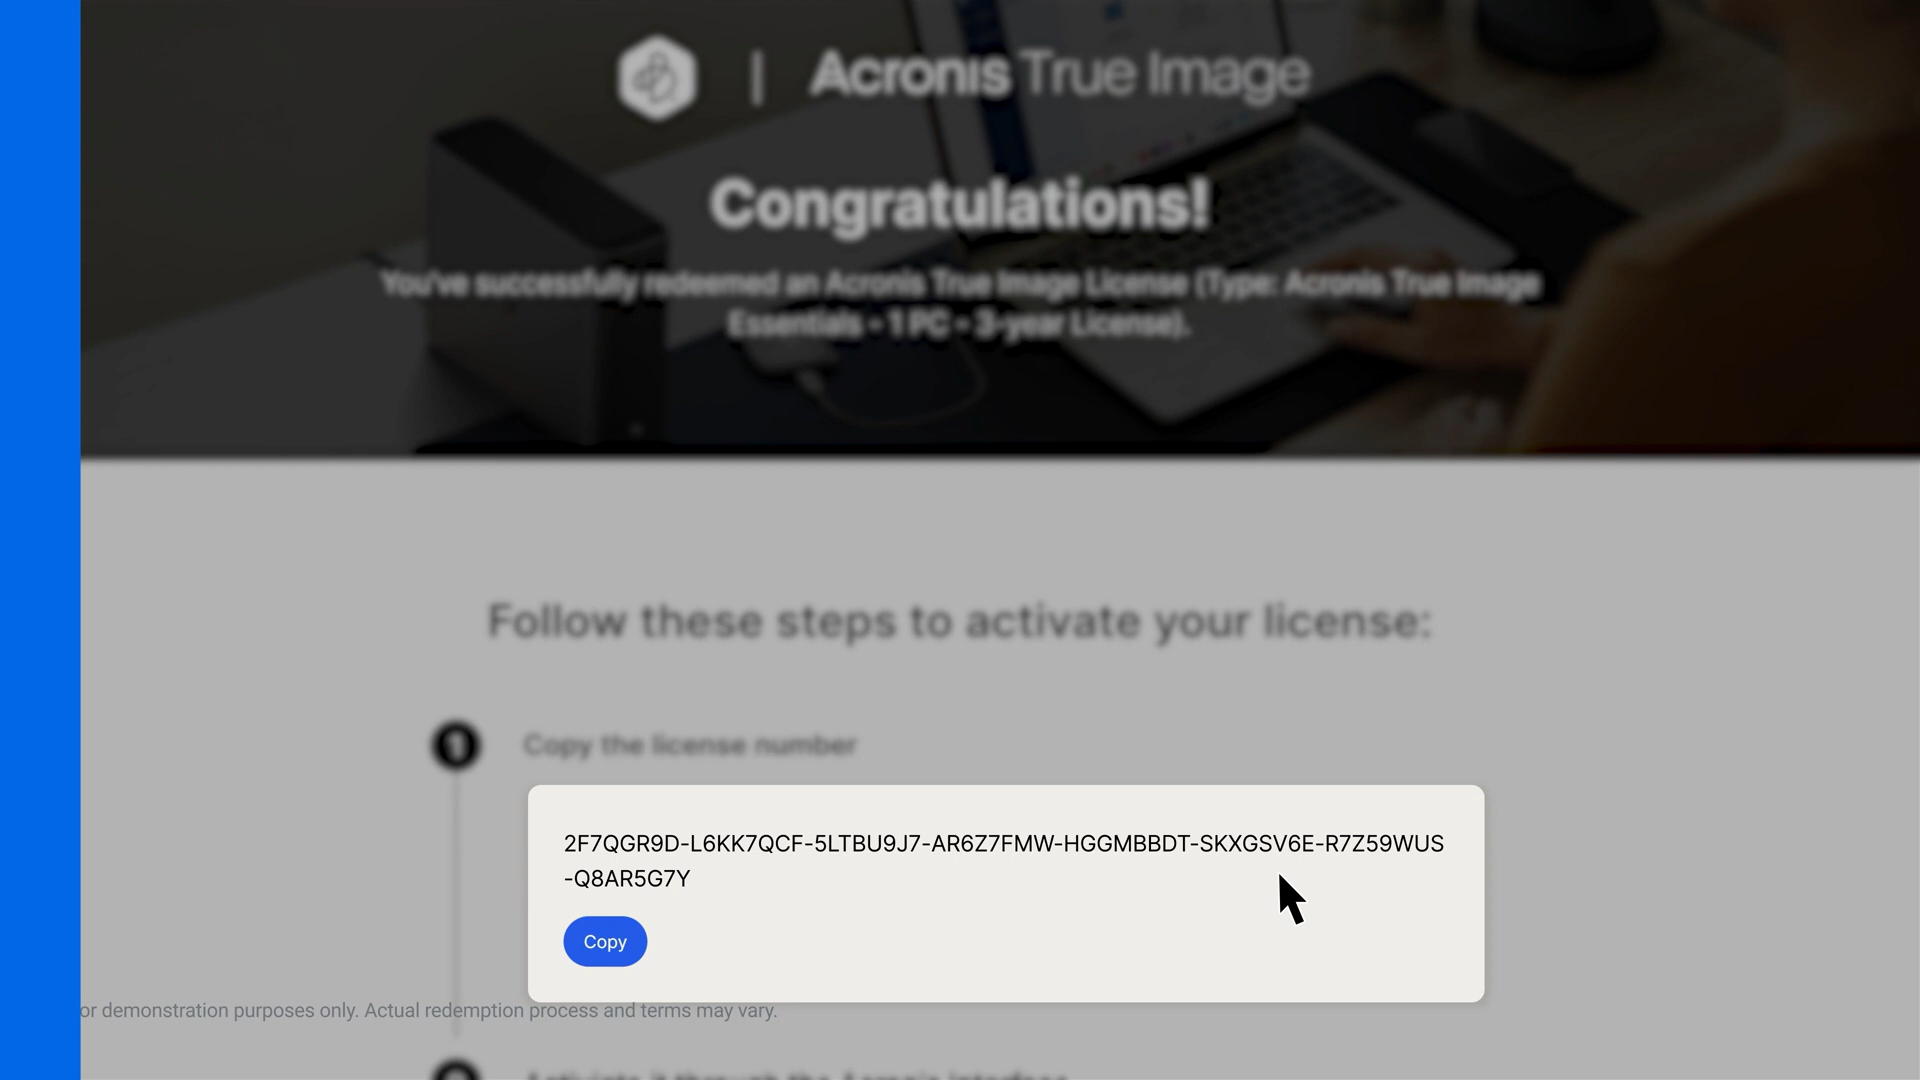 Acronis True Image
Congratulations!
You've successfully redeemed an Acronis True Image License (Type: Acronis True Image
Essentials - 1 PC - 3-year License).
Follow these steps to activate your license:
1 Copy the license number
2F7QGR9D-L6KK7QCF-5LTBU9J7-AR6Z7FMW-HGGMBBDT-SKXGSV6E-R7Z59WUS
-Q8AR5G7Y
Copy
or demonstration purposes only. Actual redemption process and terms may vary.